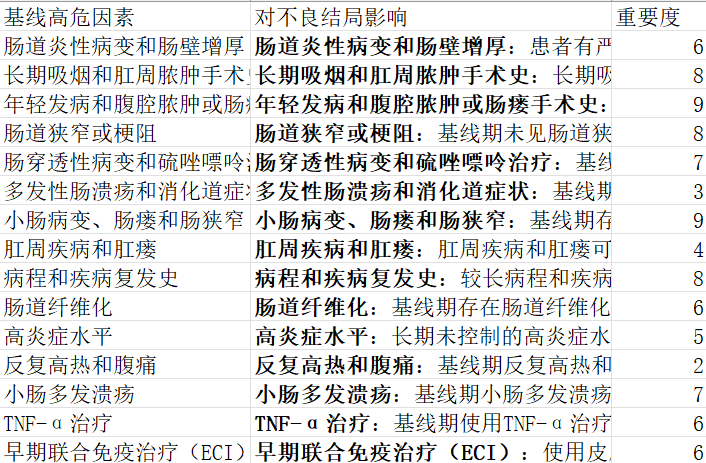 基线高危因素 对不良结局影响 重要度
肠道炎性病变和肠壁增厚 肠道炎性病变和肠壁增厚：患者有严 6
长期吸烟和肛周脓肿手术史 长期吸烟和肛周脓肿手术史：长期吸 8
年轻发病和腹腔脓肿或肠瘘 年轻发病和腹腔脓肿或肠瘘手术史： 9
肠道狭窄或梗阻 肠道狭窄或梗阻：基线期未见肠道狭 8
肠穿透性病变和硫唑嘌呤治 肠穿透性病变和硫唑嘌呤治疗：基线 7
多发性肠溃疡和消化道症状 多发性肠溃疡和消化道症状：基线期 3
小肠病变、肠瘘和肠狭窄 小肠病变、肠瘘和肠狭窄：基线期存 9
肛周疾病和肛瘘 肛周疾病和肛瘘：肛周疾病和肛瘘可 4
病程和疾病复发史 病程和疾病复发史：较长病程和疾病 8
肠道纤维化 肠道纤维化：基线期存在肠道纤维化 6
高炎症水平 高炎症水平：长期未控制的高炎症水 5
反复高热和腹痛 反复高热和腹痛：基线期反复高热和 2
小肠多发溃疡 小肠多发溃疡：基线期小肠多发溃疡 7
TNF-α治疗 TNF-α治疗：基线期使用TNF-α治疗 6
早期联合免疫治疗（ECI） 早期联合免疫治疗（ECI）：使用皮 6